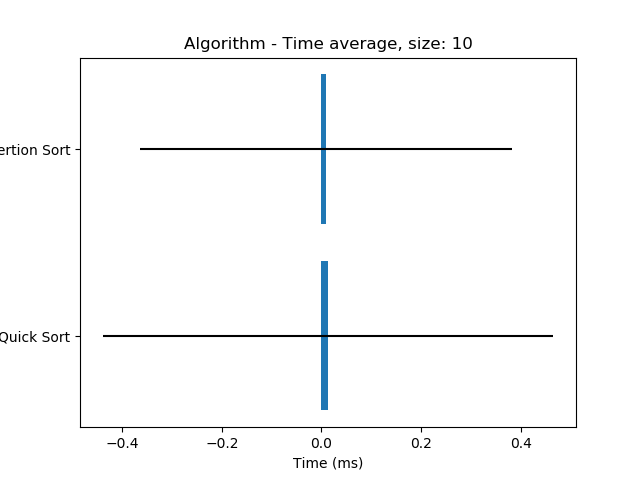 Algorithm - Time average, size: 10
ertion Sort
Quick Sort
−0.4 −0.2 0.0 0.2 0.4
Time (ms)